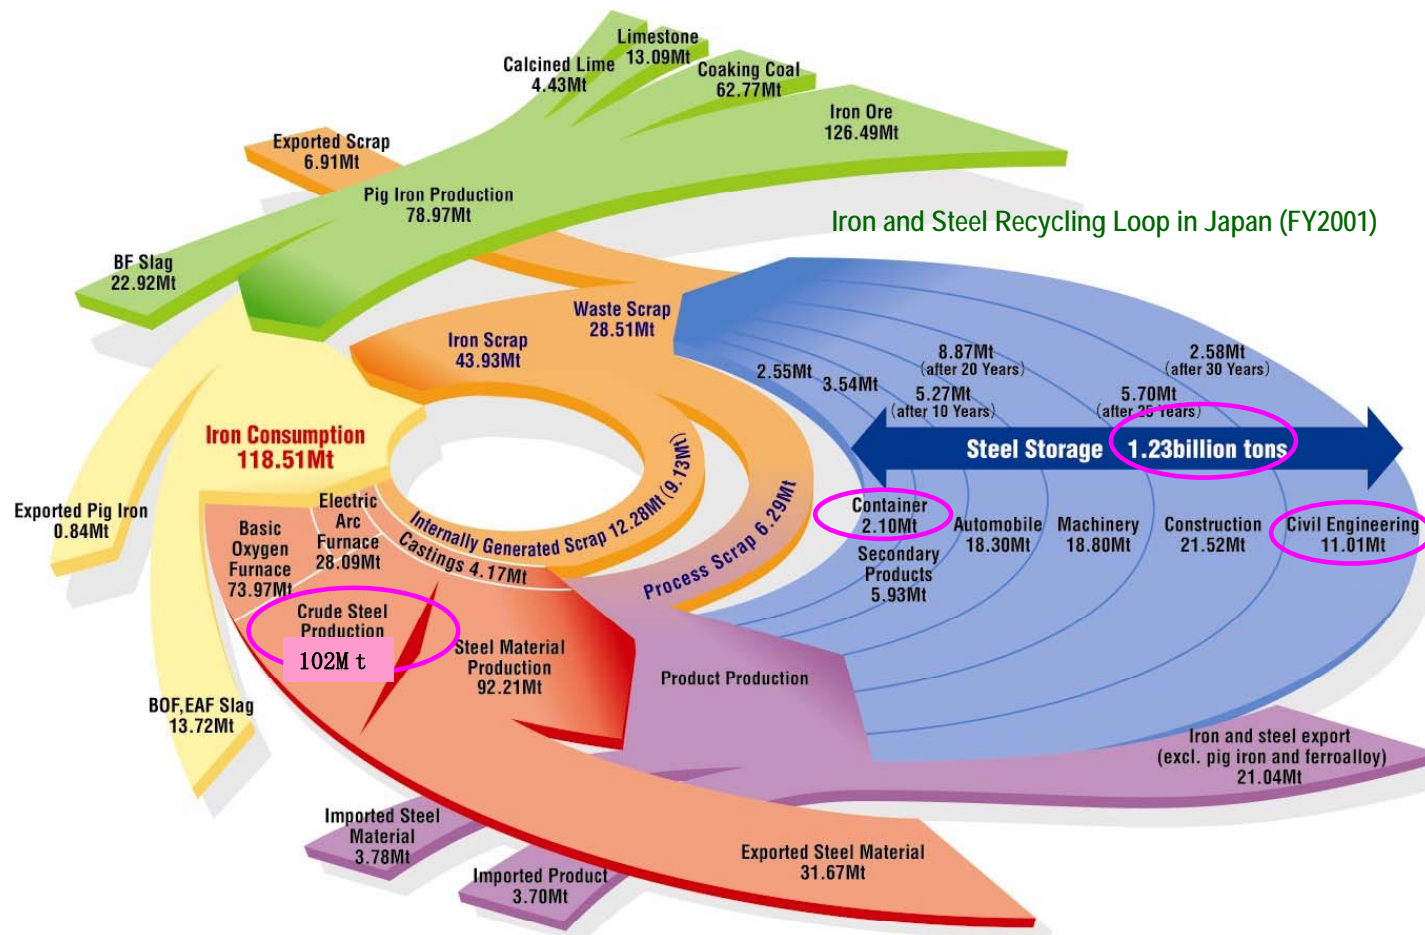 Limestone
13.09Mt
Calcined Lime
4.43Mt
Coaking Coal
62.77Mt
Iron Ore
126.49Mt
Exported Scrap
6.91Mt
Pig Iron Production
78.97Mt
Iron and Steel Recycling Loop in Japan (FY2001)
BF Slag
22.92Mt
Waste Scrap
28.51Mt
Iron Scrap
43.93Mt
2.55Mt
3.54Mt
8.87Mt
(after 20 Years)
5.27Mt
(after 10 Years)
2.58Mt
(after 30 Years)
5.70Mt
(after 25 Years)
Steel Storage 1.23billion tons
Iron Consumption
118.51Mt
Exported Pig Iron
0.84Mt
Basic
Oxygen
Furnace
73.97Mt
Electric
Arc
Furnace
28.09Mt
Internally Generated Scrap 12.28Mt (9.13Mt)
Castings 4.17Mt
Process Scrap 6.29Mt
Container
2.10Mt
Secondary
Products
5.93Mt
Automobile
18.30Mt
Machinery
18.80Mt
Construction
21.52Mt
Civil Engineering
11.01Mt
Crude Steel
Production
102Mt
Steel Material
Production
92.21Mt
Product Production
BOF,EAF Slag
13.72Mt
Iron and steel export
(excl. pig iron and ferroalloy)
21.04Mt
Imported Steel
Material
3.78Mt
Imported Product
3.70Mt
Exported Steel Material
31.67Mt